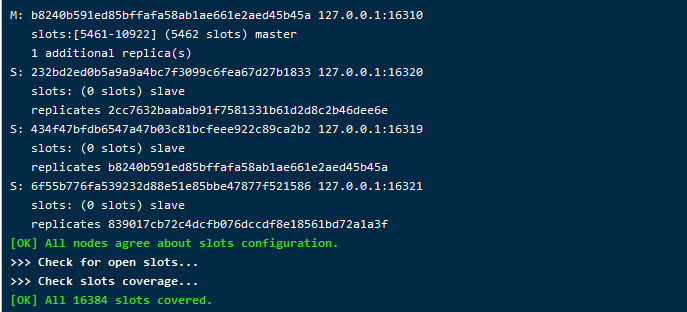 M: b8240b591ed85bffafa58ab1ae661e2aed45b45a 127.0.0.1:16310
slots:[5461-10922] (5462 slots) master
1 additional replica(s)
S: 232bd2ed0b5a9a9a4bc7f3099c6fea67d27b1833 127.0.0.1:16320
slots: (0 slots) slave
replicates 2cc7632baabab91f7581331b61d2d8c2b46dee6e
S: 434f47bfdb6547a47b03c81bcfeee922c89ca2b2 127.0.0.1:16319
slots: (0 slots) slave
replicates b8240b591ed85bffafa58ab1ae661e2aed45b45a
S: 6f55b776fa539232d88e51e85bbe47877f521586 127.0.0.1:16321
slots: (0 slots) slave
replicates 839017cb72c4dcfb076dccdf8e18561bd72a1a3f
[OK] All nodes agree about slots configuration.
>>> Check for open slots...
>>> Check slots coverage...
[OK] All 16384 slots covered.